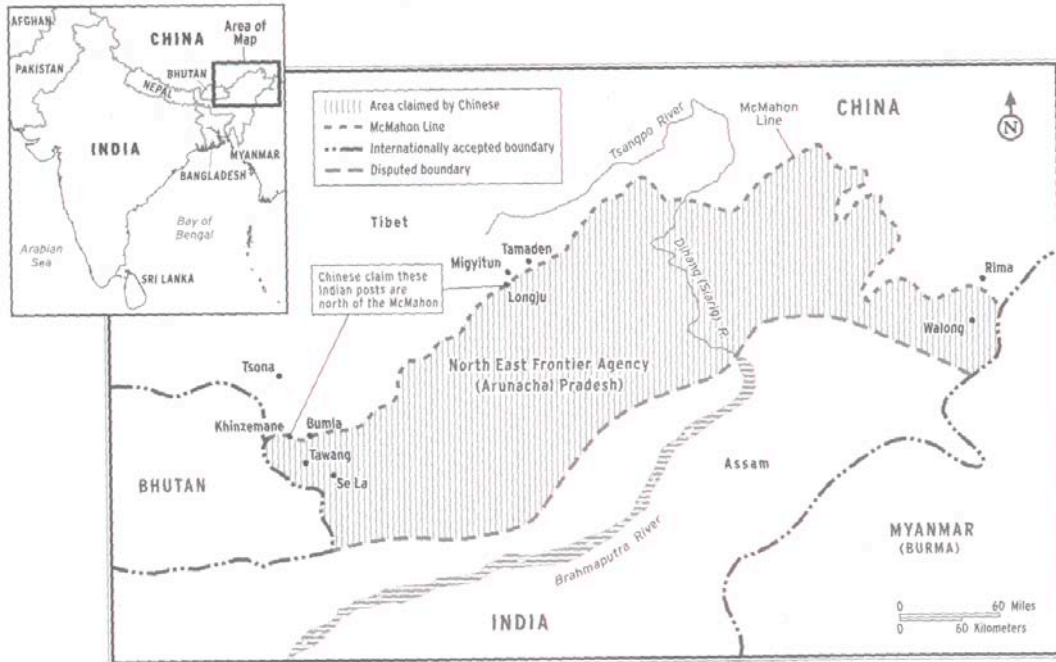 AFGHAN.
CHINA
Area of
Map
PAKISTAN
BHUTAN
NEPAL
INDIA
MYANMAR
BANGLADESH
Bay of
Bengal
Arabian
Sea
SRI LANKA
Area claimed by Chinese
McMahon Line
Internationally accepted boundary
Disputed boundary
Tsangpo River
McMahon
Line
CHINA
N
Tibet
Tamaden
Migyitun
Longju
Chinese claim these
Indian posts are
north of the McMahon
Dihang (Siang) R.
Rima
Walong
North East Frontier Agency
(Arunachal Pradesh)
Tsona
Khinzemane
Bumla
Tawang
Se La
BHUTAN
Assam
MYANMAR
(BURMA)
Brahmaputra River
INDIA
0 60 Miles
0 60 Kilometers